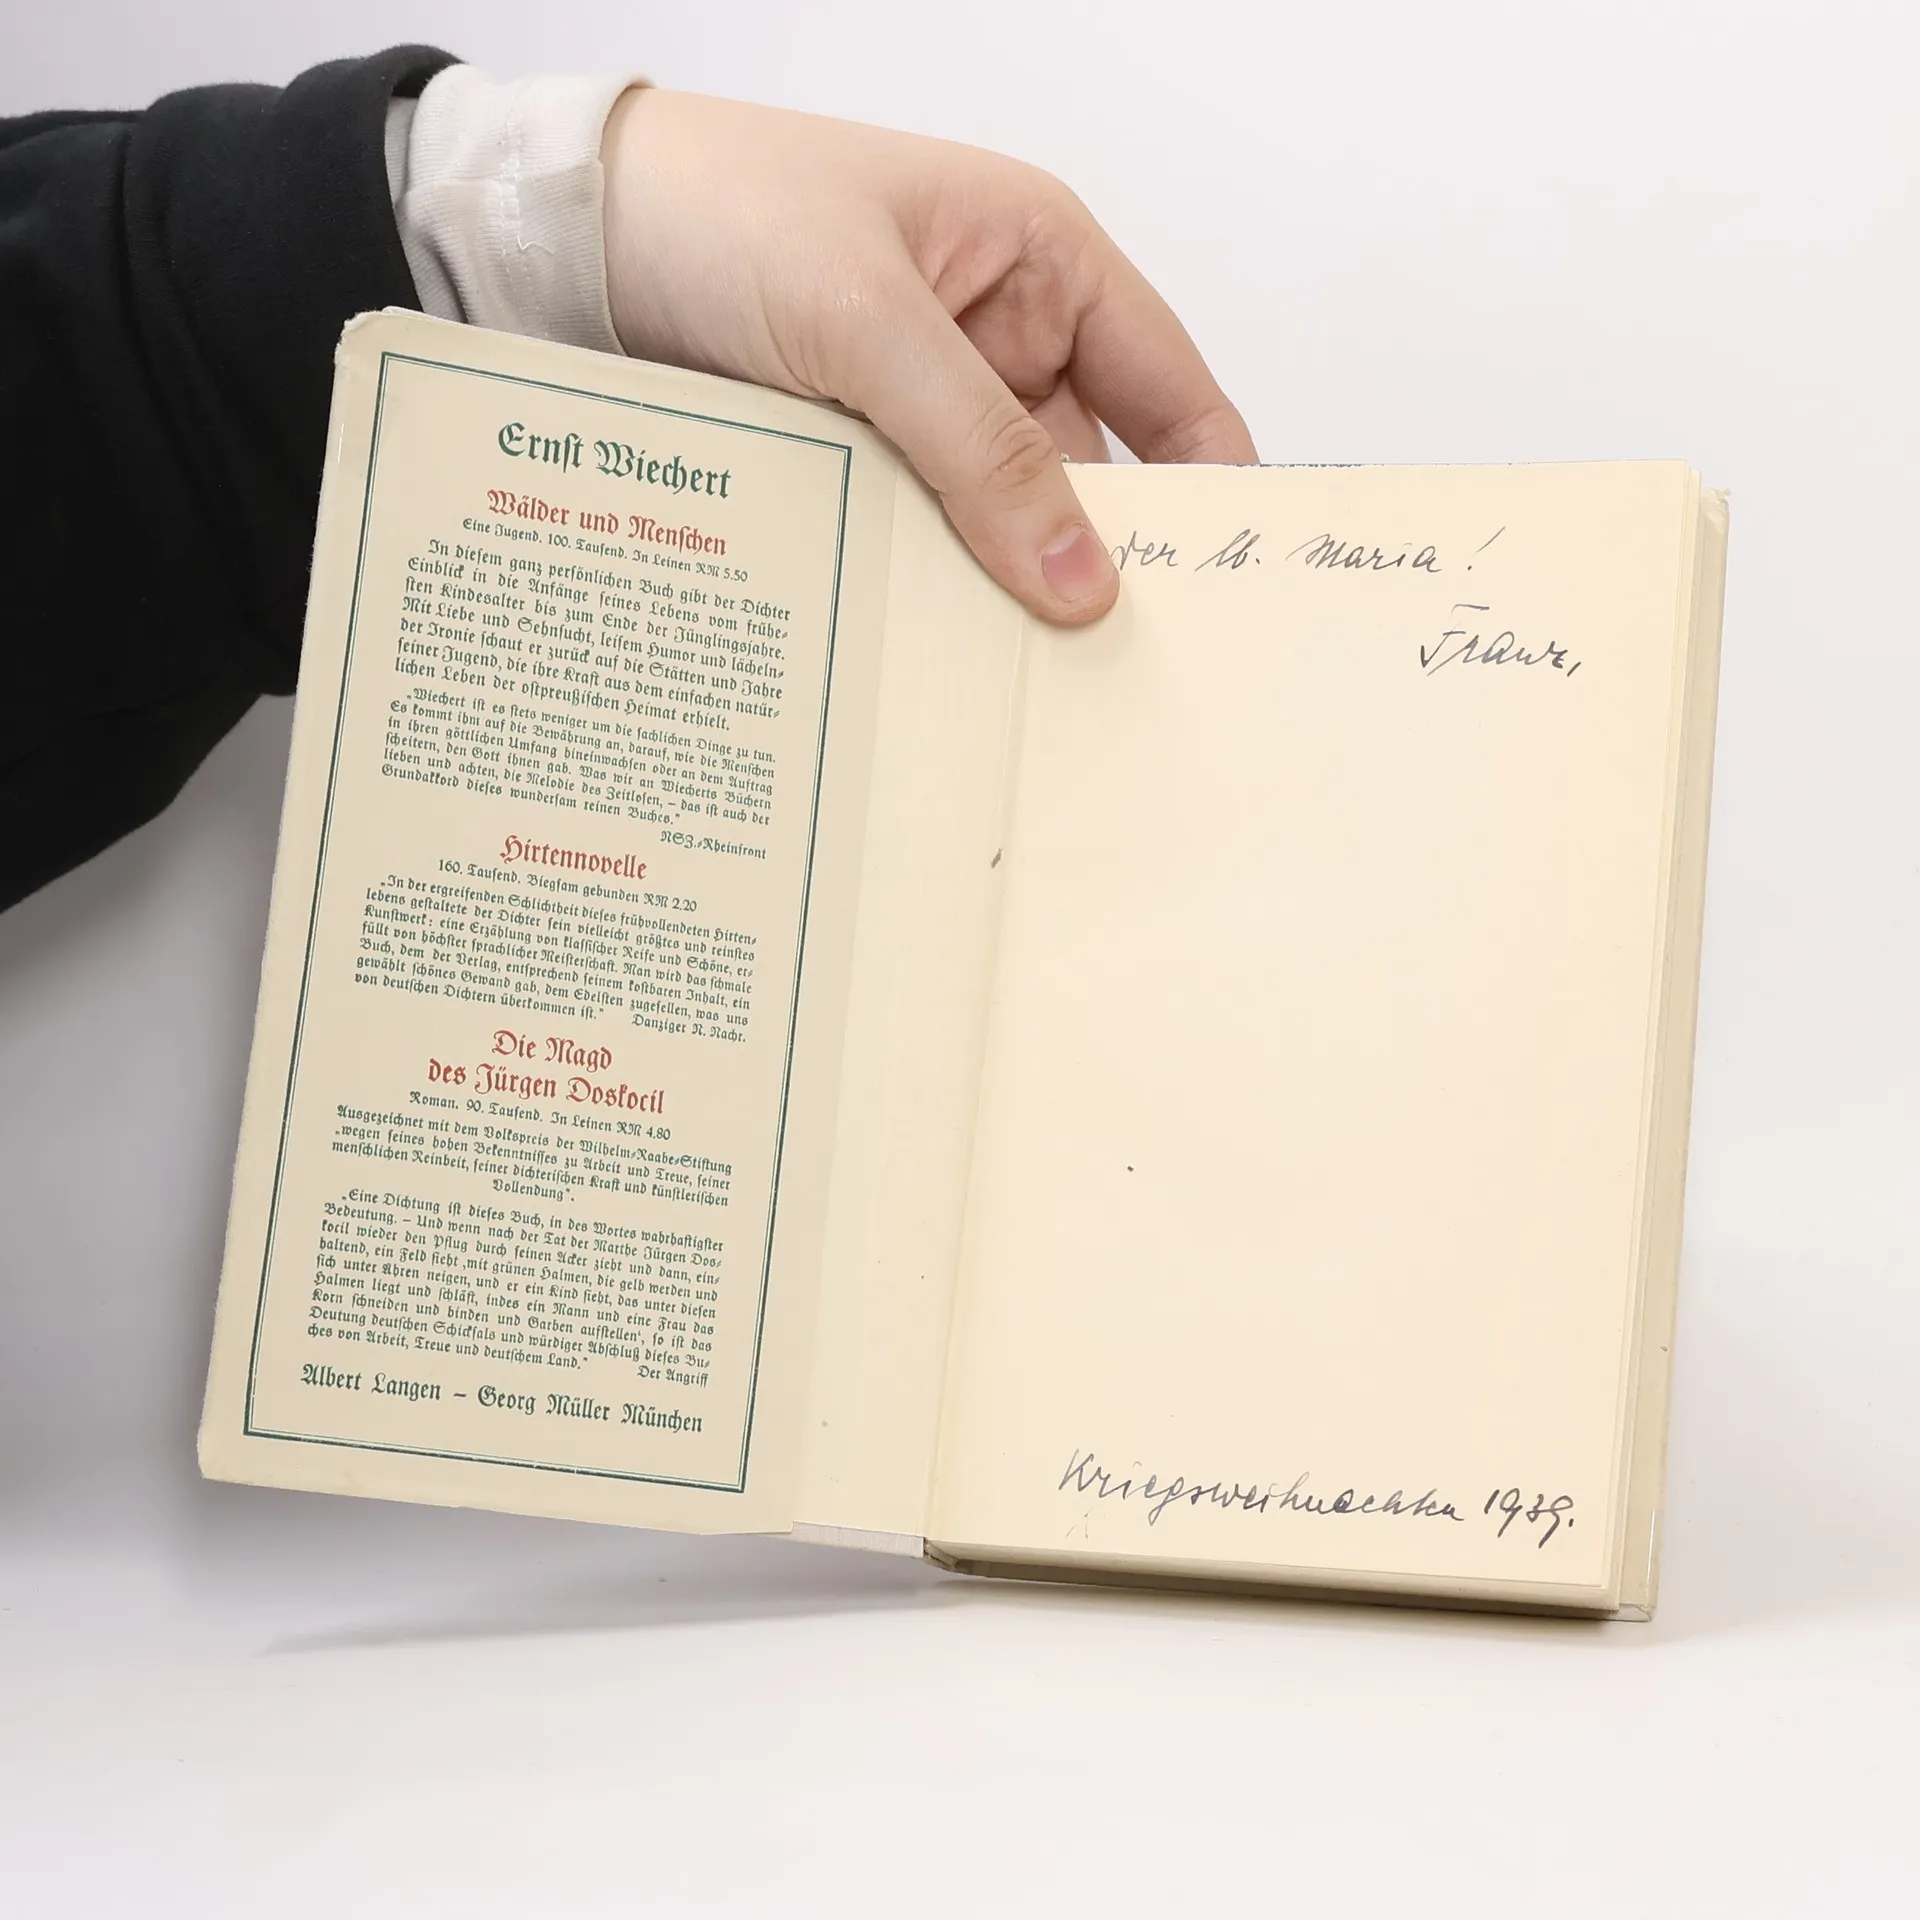 Ernſt Wiechert
Wälder und Menſchen
Eine Jugend. 100. Tauſend. In Leinen RM 5.50
In dieſem ganz perſönlichen Buch gibt der Dichter
Einblick in die Anfänge ſeines Lebens vom frühe-
ſten Kindesalter bis zum Ende der Jünglingsjahre.
Mit Liebe und Sehnſucht, leiſem Humor und lächeln-
der Ironie ſchaut er zurück auf die Stätten und Jahre
ſeiner Jugend, die ihre Kraft aus dem einfachen natür-
lichen Leben der oſtpreußiſchen Heimat erhielt.
„Wiechert iſt es ſtets weniger um die ſachlichen Dinge zu tun.
Es kommt ihm auf die Bewährung an, darauf, wie die Menſchen
in ihren göttlichen Umfang hineinwachſen oder an dem Auftrag
ſcheitern, den Gott ihnen gab. Was wir an Wiecherts Büchern
lieben und achten, die Melodie des Zeitloſen, – das iſt auch der
Grundakkord dieſes wunderſam reinen Buches.“
NSZ.-Rheinfront
Hirtennovelle
160. Tauſend. Biegſam gebunden RM 2.20
„In der ergreifenden Schlichtheit dieſes frühvollendeten Hirten-
lebens geſtaltete der Dichter ſein vielleicht größtes und reinſtes
Kunſtwerk: eine Erzählung von klaſſiſcher Reife und Schöne, er-
füllt von höchſter ſprachlicher Meiſterſchaft. Man wird das ſchmale
Buch, dem der Verlag, entſprechend ſeinem koſtbaren Inhalt, ein
gewählt ſchönes Gewand gab, dem Edelſten zugeſellen, was uns
von deutſchen Dichtern überkommen iſt.“ Danziger N. Nachr.
Die Magd
des Jürgen Doskocil
Roman. 90. Tauſend. In Leinen RM 4.80
Ausgezeichnet mit dem Volkspreis der Wilhelm-Raabe-Stiftung
„wegen ſeines hohen Bekenntniſſes zu Arbeit und Treue, ſeiner
menſchlichen Reinheit, ſeiner dichteriſchen Kraft und künſtleriſchen
Vollendung“.
„Eine Dichtung iſt dieſes Buch, in des Wortes wahrhaftigſter
Bedeutung. – Und wenn nach der Tat der Marthe Jürgen Dos-
kocil wieder den Pflug durch ſeinen Acker zieht und dann, ein-
haltend, ein Feld ſieht ‚mit grünen Halmen, die gelb werden und
ſich unter Ähren neigen, und er ein Kind ſieht, das unter dieſen
Halmen liegt und ſchläft, indes ein Mann und eine Frau das
Korn ſchneiden und binden und Garben aufſtellen‘, ſo iſt das
Deutung deutſchen Schickſals und würdiger Abſchluß dieſes Bu-
ches von Arbeit, Treue und deutſchem Land.“ Der Angriff
Albert Langen – Georg Müller München
der lb. Maria!
Franz,
Kriegsweihnachten 1939.